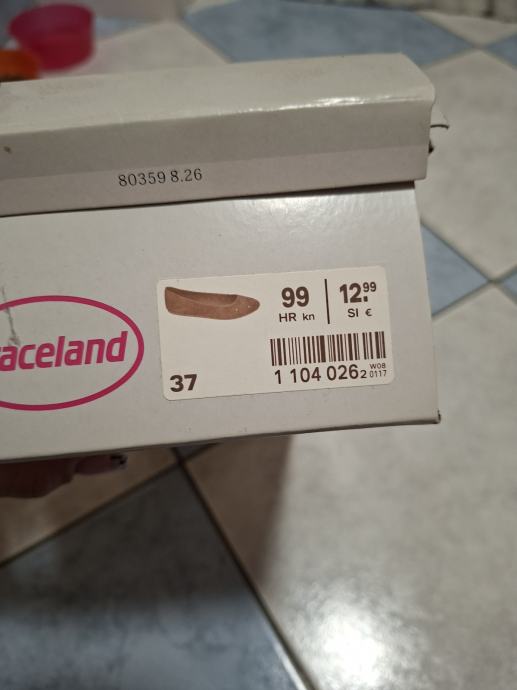 80359 8.26
aceland
99
HR kn
12.99
SI €
37
1 104 026 2
W08
0117